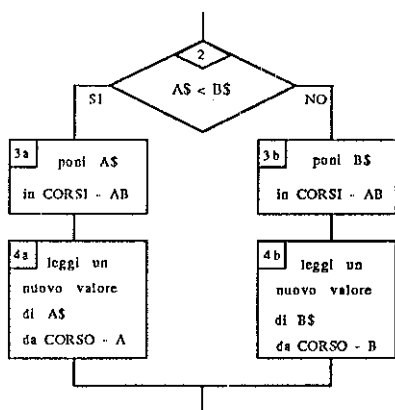 2
A$ < B$
SI
NO
3a
poni A$
in CORSI - AB
3b
poni B$
in CORSI - AB
4a
leggi un
nuovo valore
di A$
da CORSO - A
4b
leggi un
nuovo valore
di B$
da CORSO - B